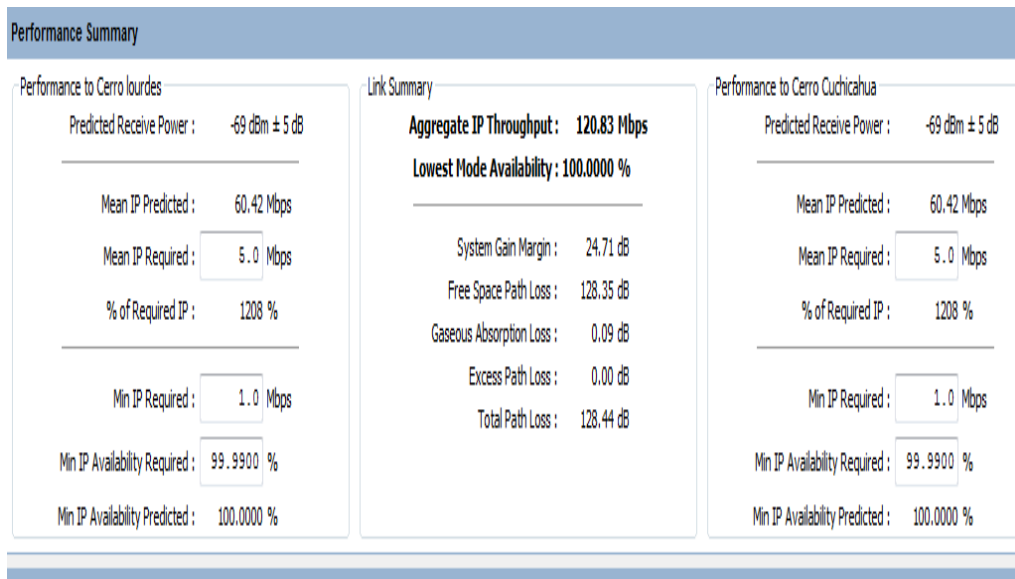 Performance Summary
Performance to Cerro lourdes
Predicted Receive Power : -69 dBm ± 5 dB
Mean IP Predicted : 60.42 Mbps
Mean IP Required : 5.0 Mbps
% of Required IP : 1208 %
Min IP Required : 1.0 Mbps
Min IP Availability Required : 99.9900 %
Min IP Availability Predicted : 100.0000 %
Link Summary
Aggregate IP Throughput : 120.83 Mbps
Lowest Mode Availability : 100.0000 %
System Gain Margin : 24.71 dB
Free Space Path Loss : 128.35 dB
Gaseous Absorption Loss : 0.09 dB
Excess Path Loss : 0.00 dB
Total Path Loss : 128.44 dB
Performance to Cerro Cuchicahua
Predicted Receive Power : -69 dBm ± 5 dB
Mean IP Predicted : 60.42 Mbps
Mean IP Required : 5.0 Mbps
% of Required IP : 1208 %
Min IP Required : 1.0 Mbps
Min IP Availability Required : 99.9900 %
Min IP Availability Predicted : 100.0000 %